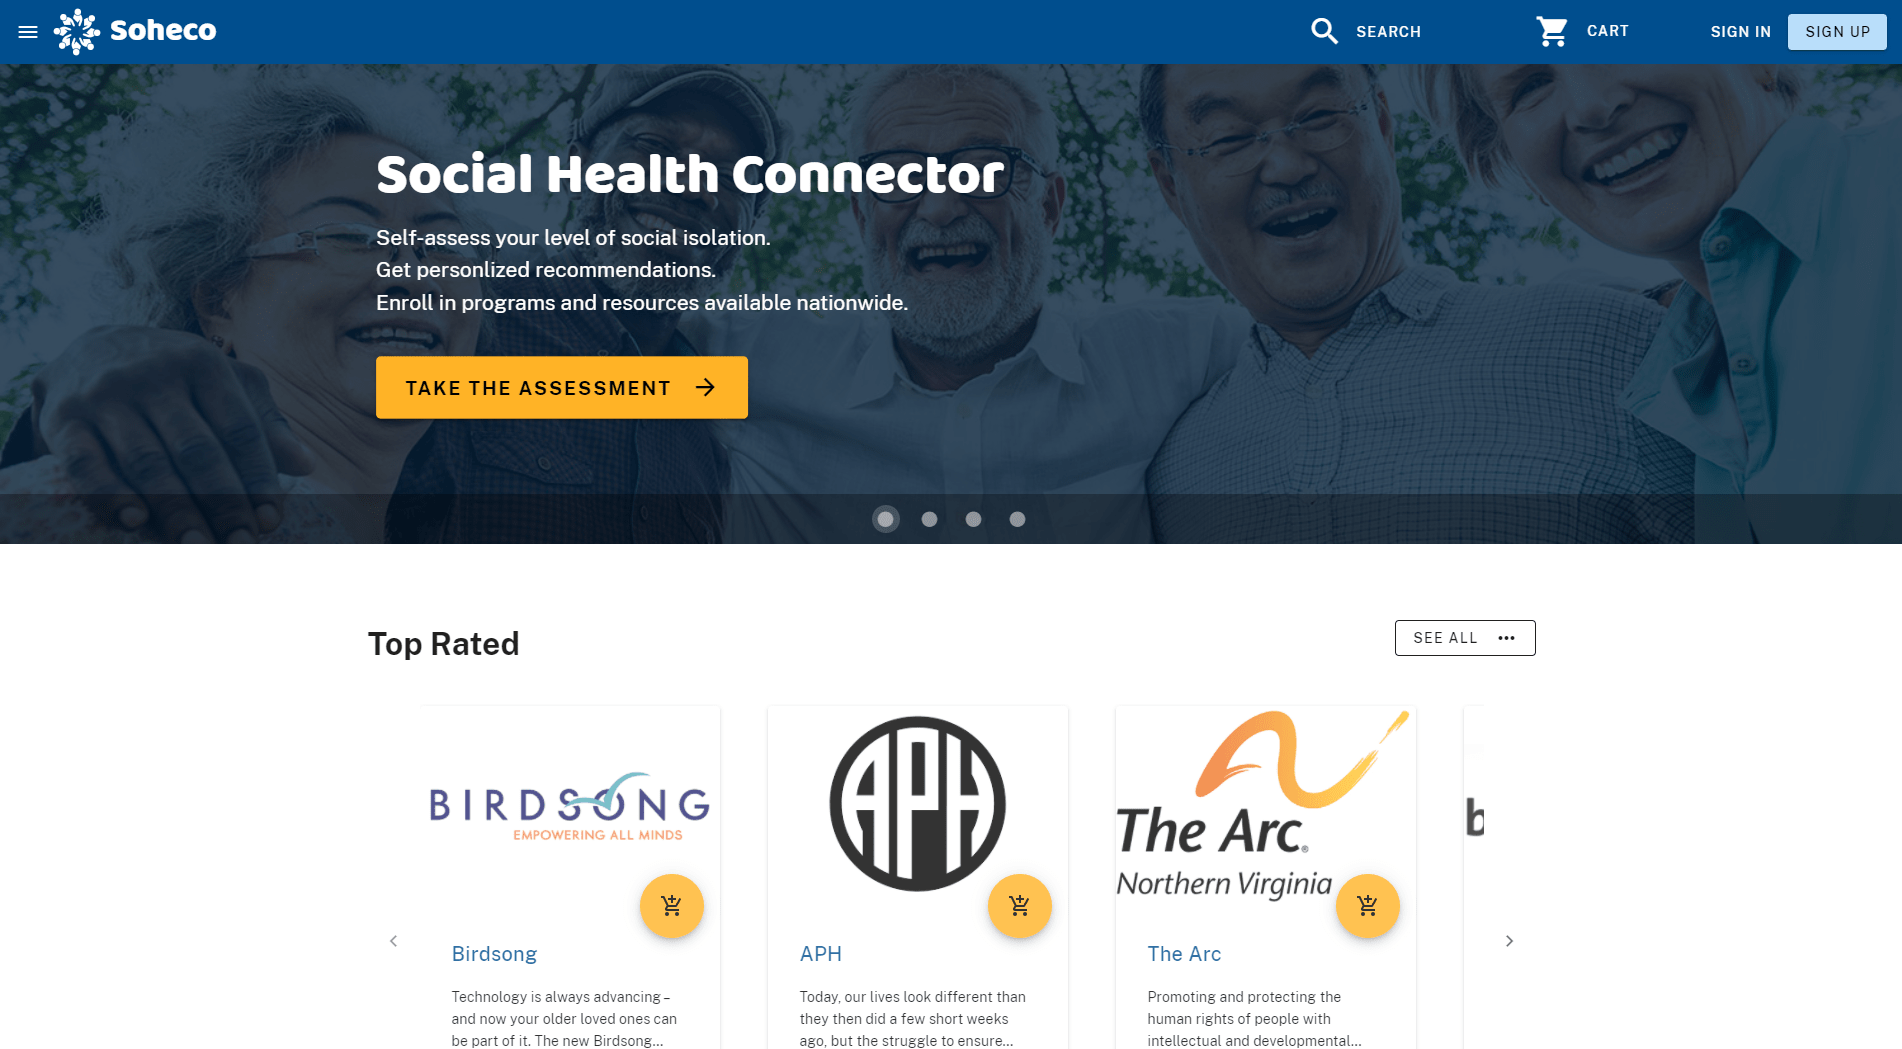 Soheco
SEARCH
CART
SIGN IN
SIGN UP
Social Health Connector
Self-assess your level of social isolation.
Get personlized recommendations.
Enroll in programs and resources available nationwide.
TAKE THE ASSESSMENT
Top Rated
SEE ALL
BIRDSONG
EMPOWERING ALL MINDS
Birdsong
Technology is always advancing –
and now your older loved ones can
be part of it. The new Birdsong...
APH
APH
Today, our lives look different than
they then did a few short weeks
ago, but the struggle to ensure...
The Arc®
Northern Virginia
The Arc
Promoting and protecting the
human rights of people with
intellectual and developmental...
b